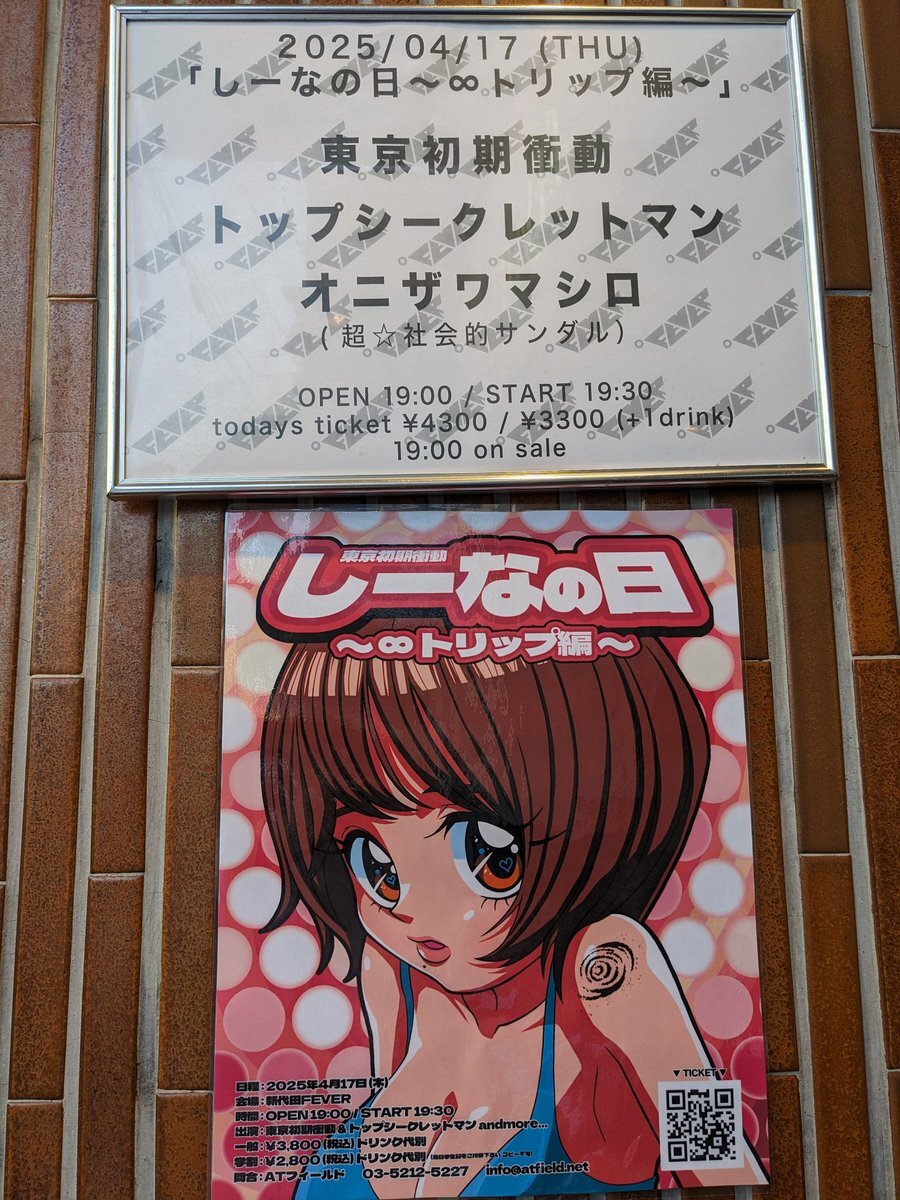 2025/04/17 (THU)
「しーなの日～∞トリップ編～」
東京初期衝動
トップシークレットマン
オニザワマシロ
(超☆社会的サンダル)
OPEN 19:00 / START 19:30
todays ticket ¥4300 / ¥3300 (+1drink)
19:00 on sale
FEVER
東京初期衝動
しーなの日
～∞トリップ編～
▼ TICKET ▼
日程：2025年4月17日(木)
会場：新代田FEVER
時間：OPEN 19:00 / START 19:30
出演：東京初期衝動 & トップシークレットマン andmore...
一般：¥3,800(税込)ドリンク代別
学割：¥2,800(税込)ドリンク代別
問合：ATフィールド 03-5212-5227 info@atfield.net